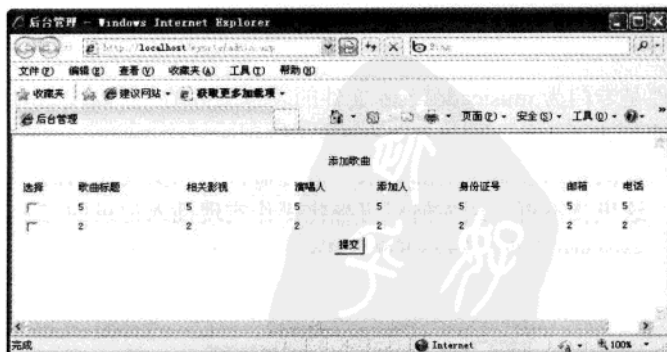 后台管理 - Windows Internet Explorer
http://localhost
Bing
文件(F) 编辑(E) 查看(V) 收藏夹(A) 工具(T) 帮助(H)
收藏夹 建议网站 获取更多加载项
后台管理 页面(P) 安全(S) 工具(O)
添加歌曲
选择 歌曲标题 相关影视 演唱人 添加人 身份证号 邮箱 电话
5 5 5 5 5 5 5
2 2 2 2 2 2 2
提交
完成 Internet 100%